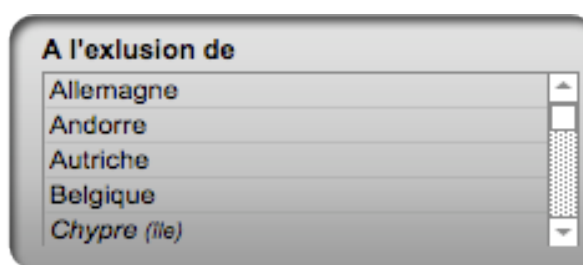 A l'exlusion de
Allemagne
Andorre
Autriche
Belgique
Chypre (île)